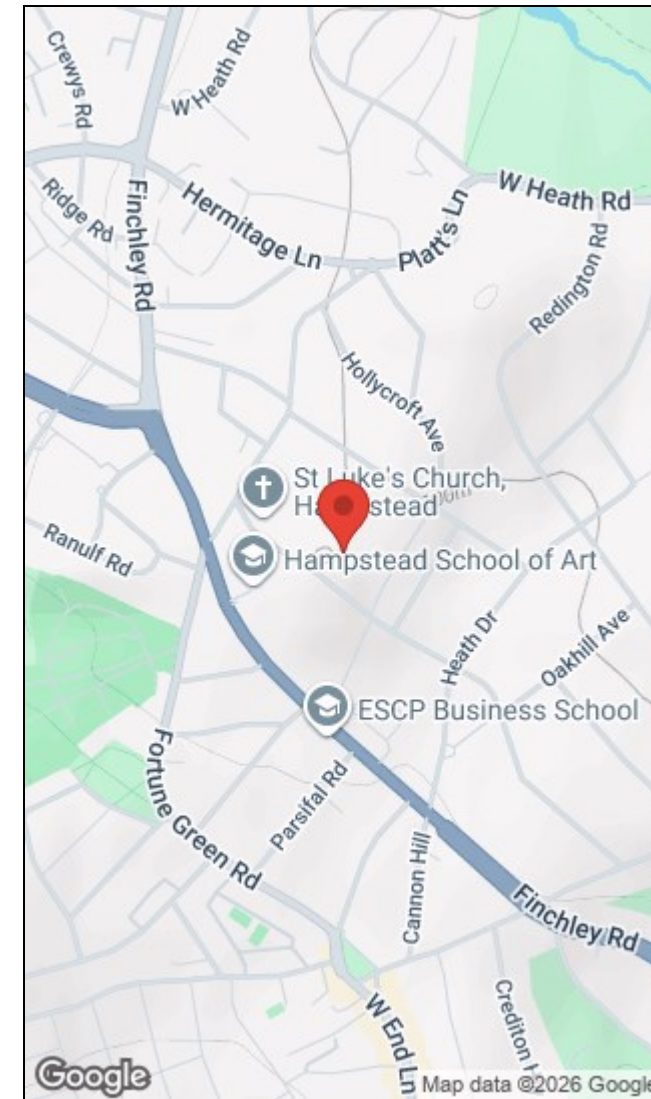 Crewys Rd
W Heath Rd
W Heath Rd
Finchley Rd
Ridge Rd
Hermitage Ln
Platt's Ln
Redington Rd
Hollycroft Ave
St Luke's Church,
Hampstead
Hampstead School of Art
Ranulf Rd
Heath Dr
Oakhill Ave
ESCP Business School
Fortune Green Rd
Parsifal Rd
Cannon Hill
Finchley Rd
W End Ln
Crediton H
Google
Map data ©2026 Google